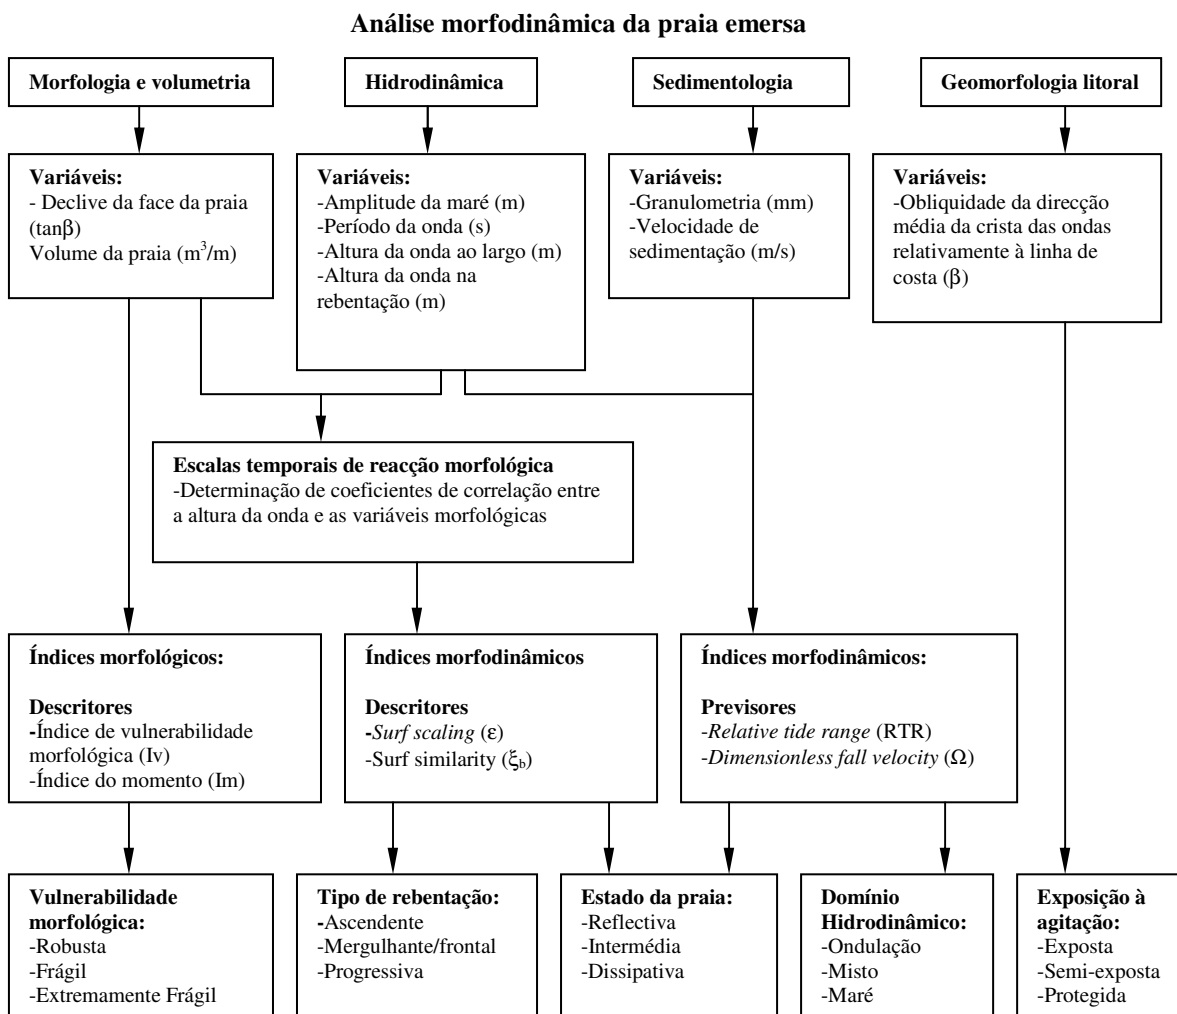 Análise morfodinâmica da praia emersa
Morfologia e volumetria
Hidrodinâmica
Sedimentologia
Geomorfologia litoral
Variáveis:
- Declive da face da praia
(tanβ)
Volume da praia (m³/m)
Variáveis:
-Amplitude da maré (m)
-Período da onda (s)
-Altura da onda ao largo (m)
-Altura da onda na
rebentação (m)
Variáveis:
-Granulometria (mm)
-Velocidade de
sedimentação (m/s)
Variáveis:
-Obliquidade da direcção
média da crista das ondas
relativamente à linha de
costa (β)
Escalas temporais de reacção morfológica
-Determinação de coeficientes de correlação entre
a altura da onda e as variáveis morfológicas
Índices morfológicos:
Descritores
-Índice de vulnerabilidade
morfológica (Iv)
-Índice do momento (Im)
Índices morfodinâmicos
Descritores
-Surf scaling (ε)
-Surf similarity (ξb)
Índices morfodinâmicos:
Previsores
-Relative tide range (RTR)
-Dimensionless fall velocity (Ω)
Vulnerabilidade
morfológica:
-Robusta
-Frágil
-Extremamente Frágil
Tipo de rebentação:
-Ascendente
-Mergulhante/frontal
-Progressiva
Estado da praia:
-Reflectiva
-Intermédia
-Dissipativa
Domínio
Hidrodinâmico:
-Ondulação
-Misto
-Maré
Exposição à
agitação:
-Exposta
-Semi-exposta
-Protegida